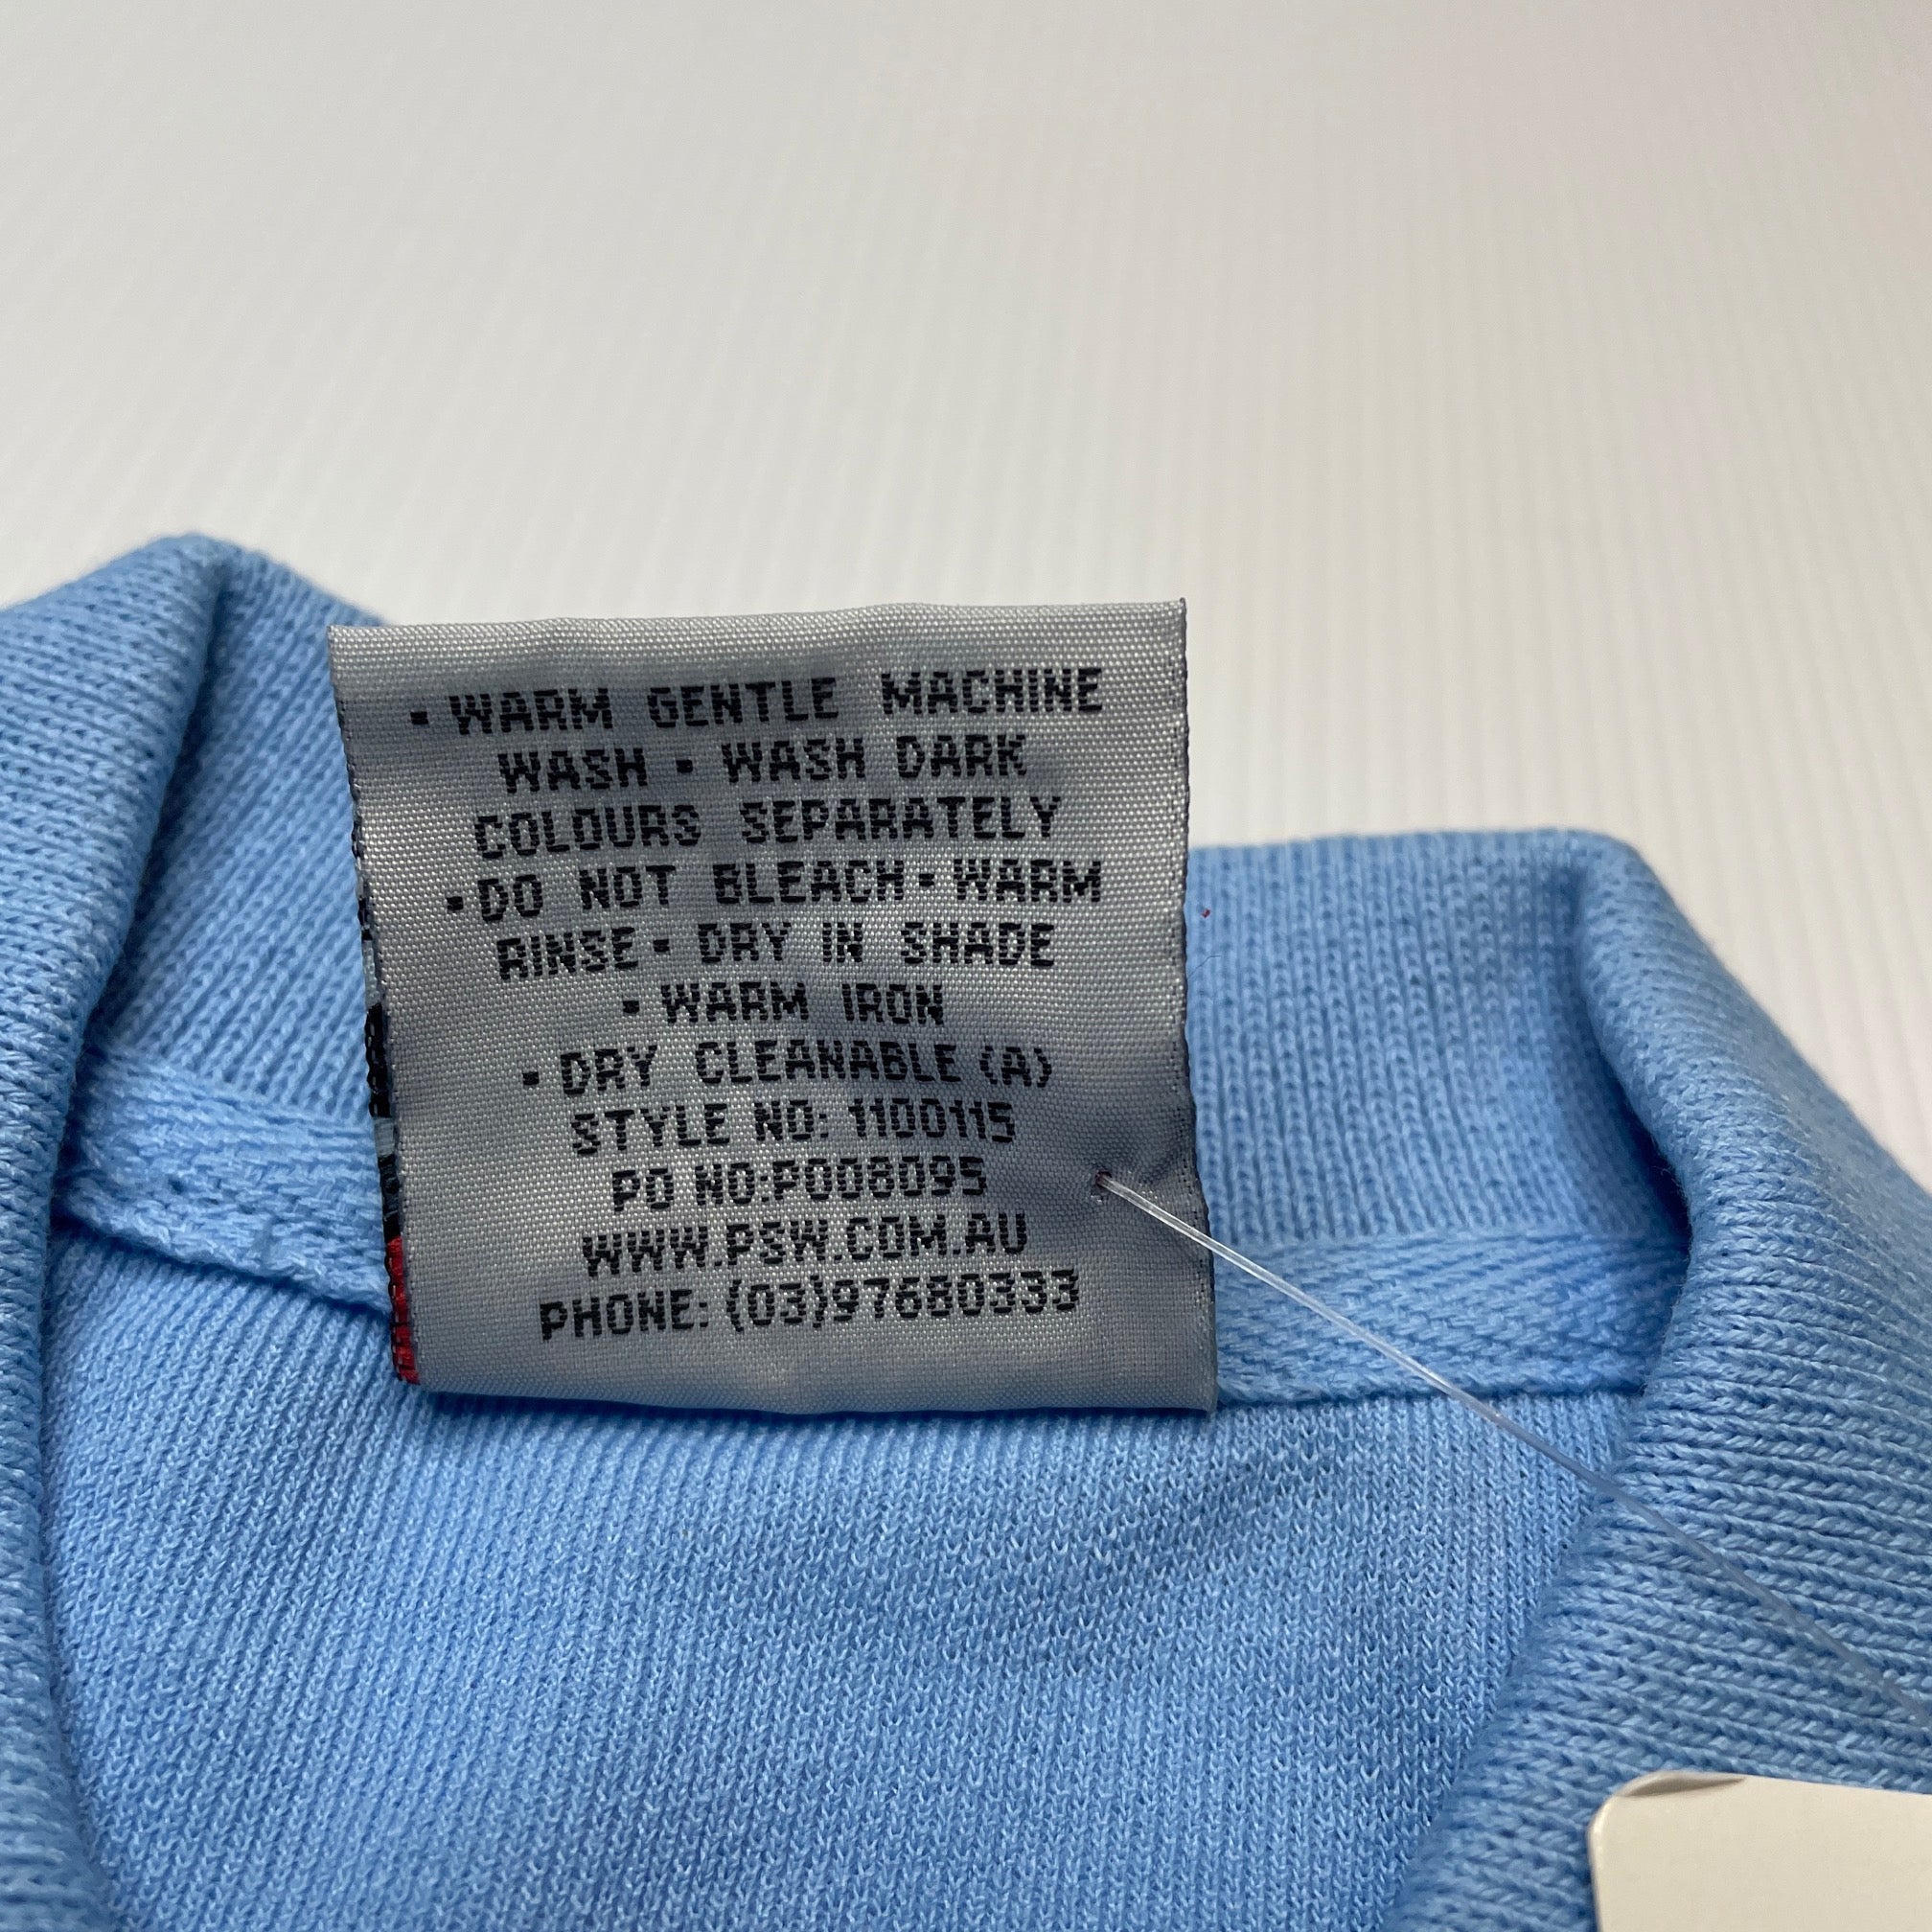 • WARM GENTLE MACHINE
WASH • WASH DARK
COLOURS SEPARATELY
• DO NOT BLEACH • WARM
RINSE • DRY IN SHADE
• WARM IRON
• DRY CLEANABLE (A)
STYLE NO: 1100115
PO NO:P008095
WWW.PSW.COM.AU
PHONE: (03)97680333